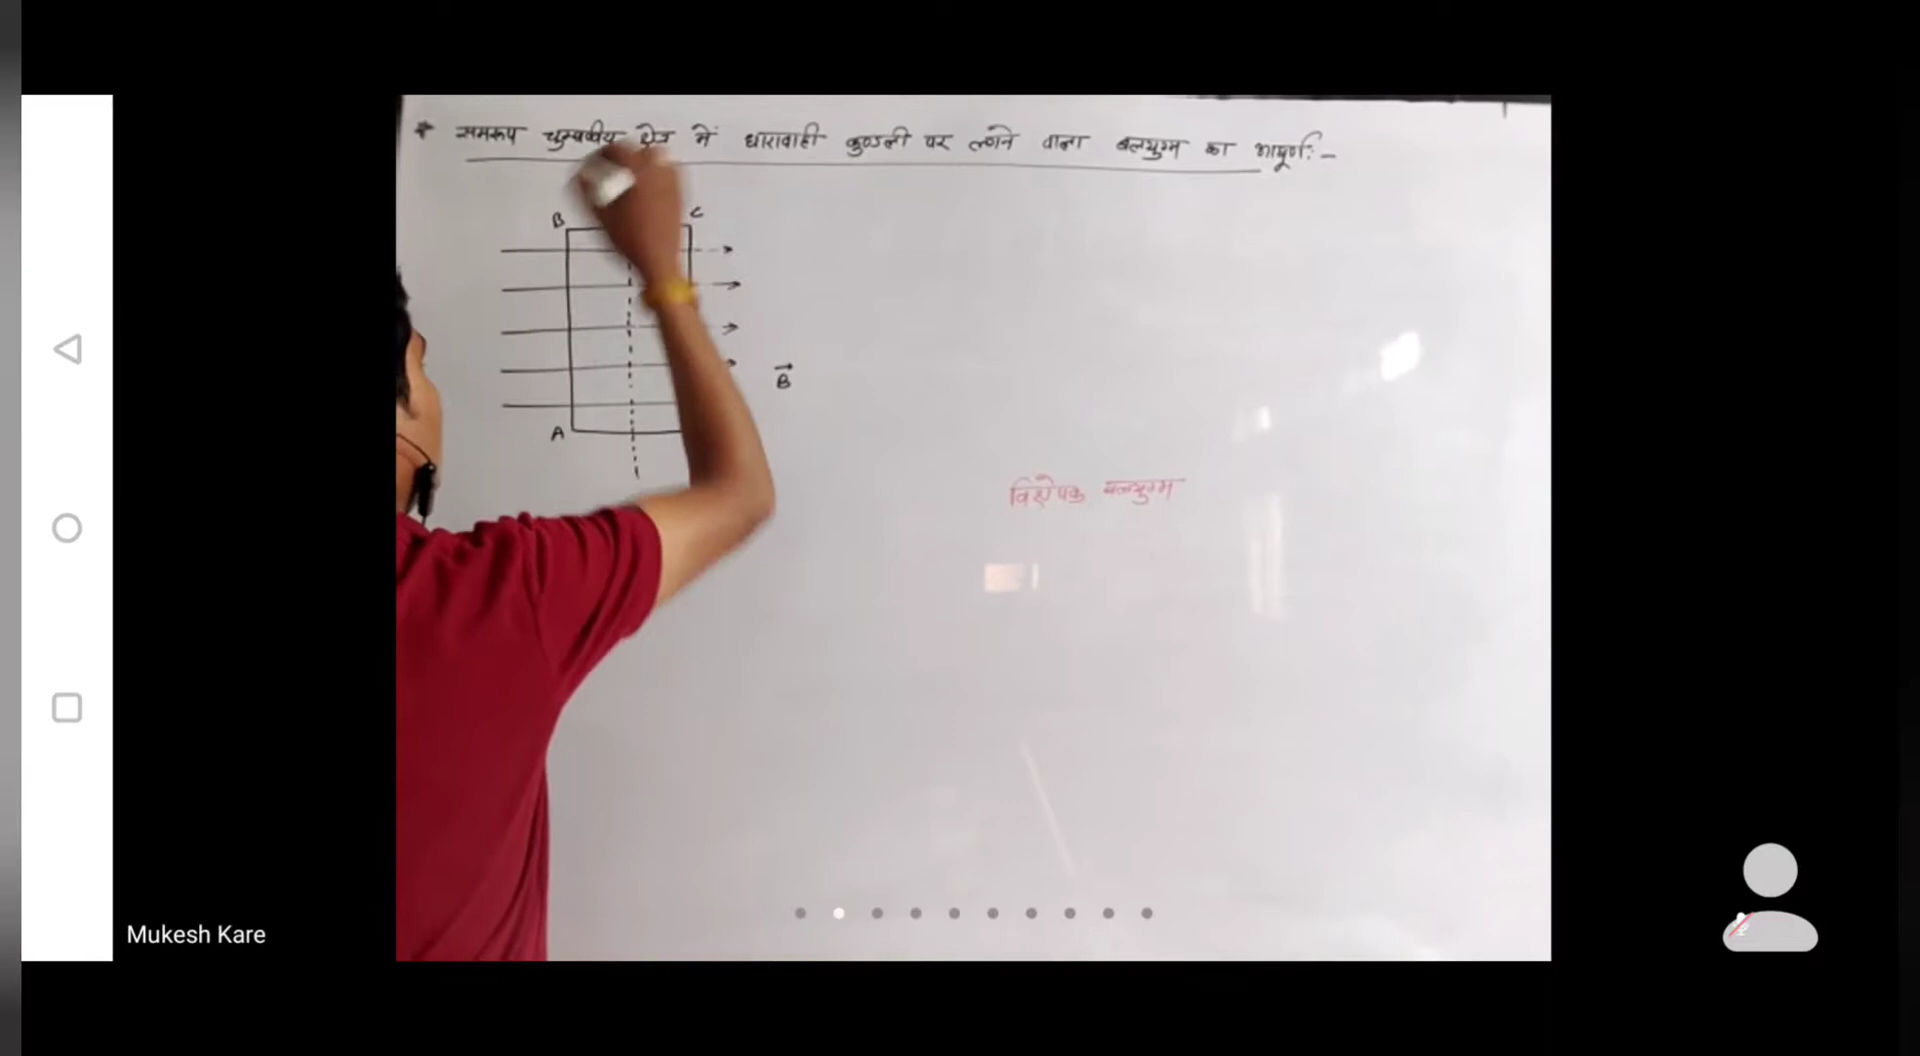 * समरूप चुम्बकीय क्षेत्र में धारावाही कुण्डली पर लगने वाला बलयुग्म का आघूर्ण :-
B
C
B
A
विक्षेपक बलयुग्म
Mukesh Kare